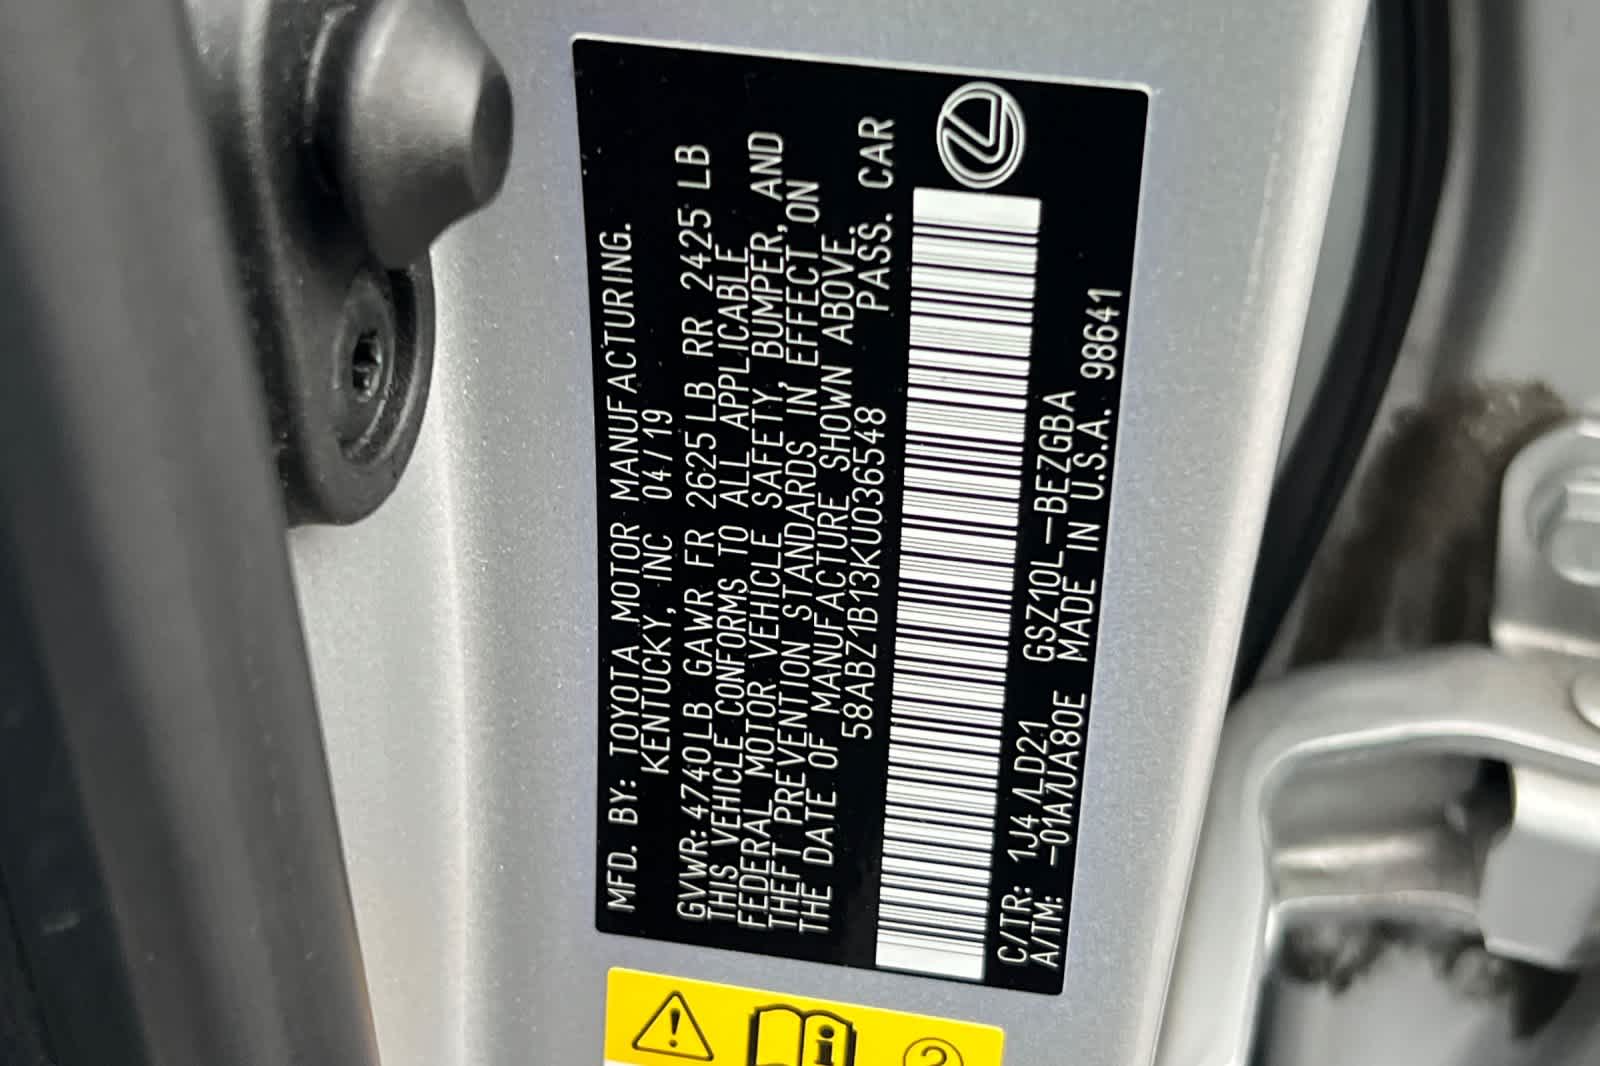 MFD. BY: TOYOTA MOTOR MANUFACTURING.
KENTUCKY, INC 04/19
GVWR: 4740LB GAWR FR 2625LB RR 2425LB
THIS VEHICLE CONFORMS TO ALL APPLICABLE
FEDERAL MOTOR VEHICLE SAFETY, BUMPER, AND
THEFT PREVENTION STANDARDS IN EFFECT ON
THE DATE OF MANUFACTURE SHOWN ABOVE.
58ABZ1B13KU036548 PASS. CAR
C/TR: 1J4/LD21 GSZ10L-BEZGBA
A/TM: -01A/UA80E MADE IN U.S.A. 98641